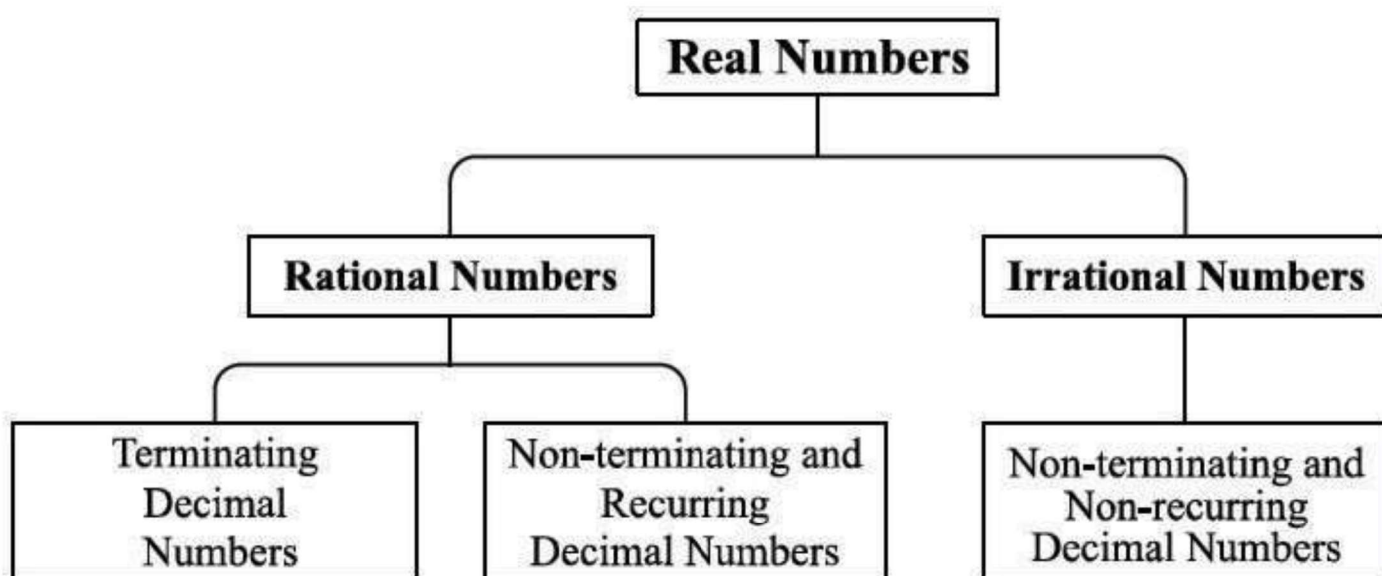 Real Numbers
Rational Numbers
Irrational Numbers
Terminating
Decimal
Numbers
Non-terminating and
Recurring
Decimal Numbers
Non-terminating and
Non-recurring
Decimal Numbers